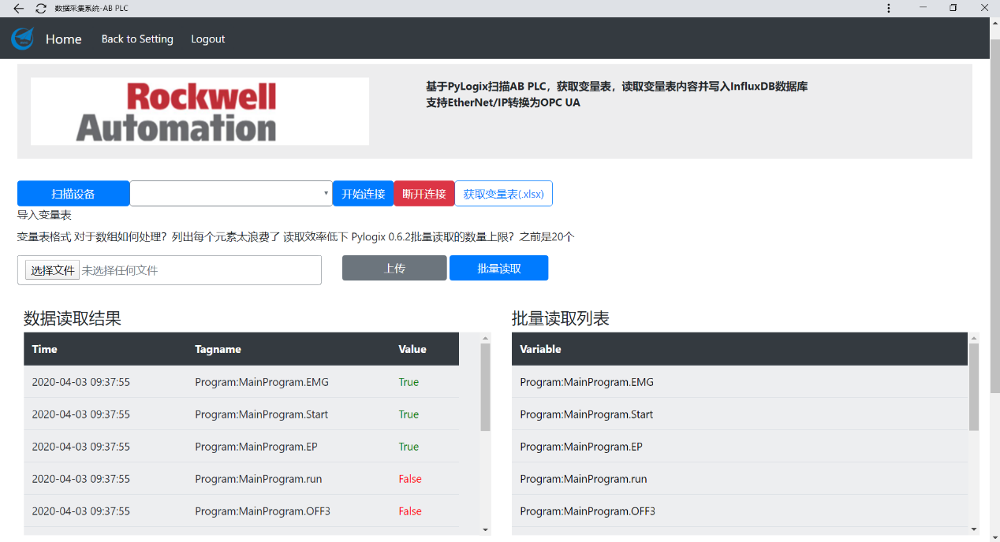 数据采集系统-AB PLC
Home Back to Setting Logout
Rockwell
Automation
基于PyLogix扫描AB PLC，获取变量表，读取变量表内容并写入InfluxDB数据库
支持EtherNet/IP转换为OPC UA
扫描设备 开始连接 断开连接 获取变量表(.xlsx)
导入变量表
变量表格式 对于数组如何处理？列出每个元素太浪费了 读取效率低下 Pylogix 0.6.2批量读取的数量上限？之前是20个
选择文件 未选择任何文件 上传 批量读取
数据读取结果
Time Tagname Value
2020-04-03 09:37:55 Program:MainProgram.EMG True
2020-04-03 09:37:55 Program:MainProgram.Start True
2020-04-03 09:37:55 Program:MainProgram.EP True
2020-04-03 09:37:55 Program:MainProgram.run False
2020-04-03 09:37:55 Program:MainProgram.OFF3 False
批量读取列表
Variable
Program:MainProgram.EMG
Program:MainProgram.Start
Program:MainProgram.EP
Program:MainProgram.run
Program:MainProgram.OFF3